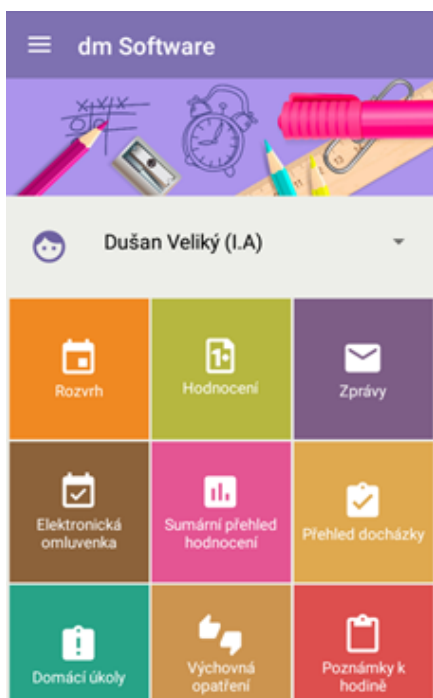 dm Software
Dušan Veliký (I.A)
Rozvrh
Hodnocení
Zprávy
Elektronická
omluvenka
Sumární přehled
hodnocení
Přehled docházky
Domácí úkoly
Výchovná
opatření
Poznámky k
hodině